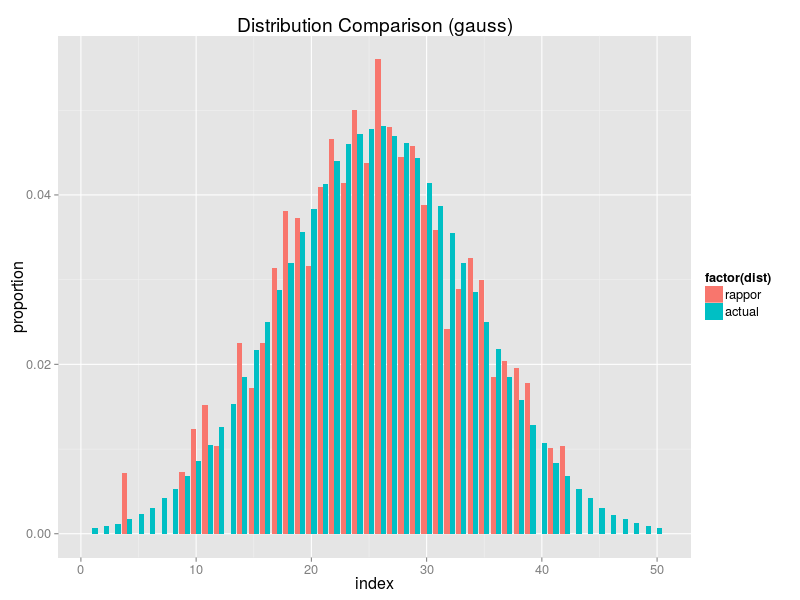 Distribution Comparison (gauss)
proportion
0.04
0.02
0.00
0 10 20 30 40 50
index
factor(dist)
rappor
actual